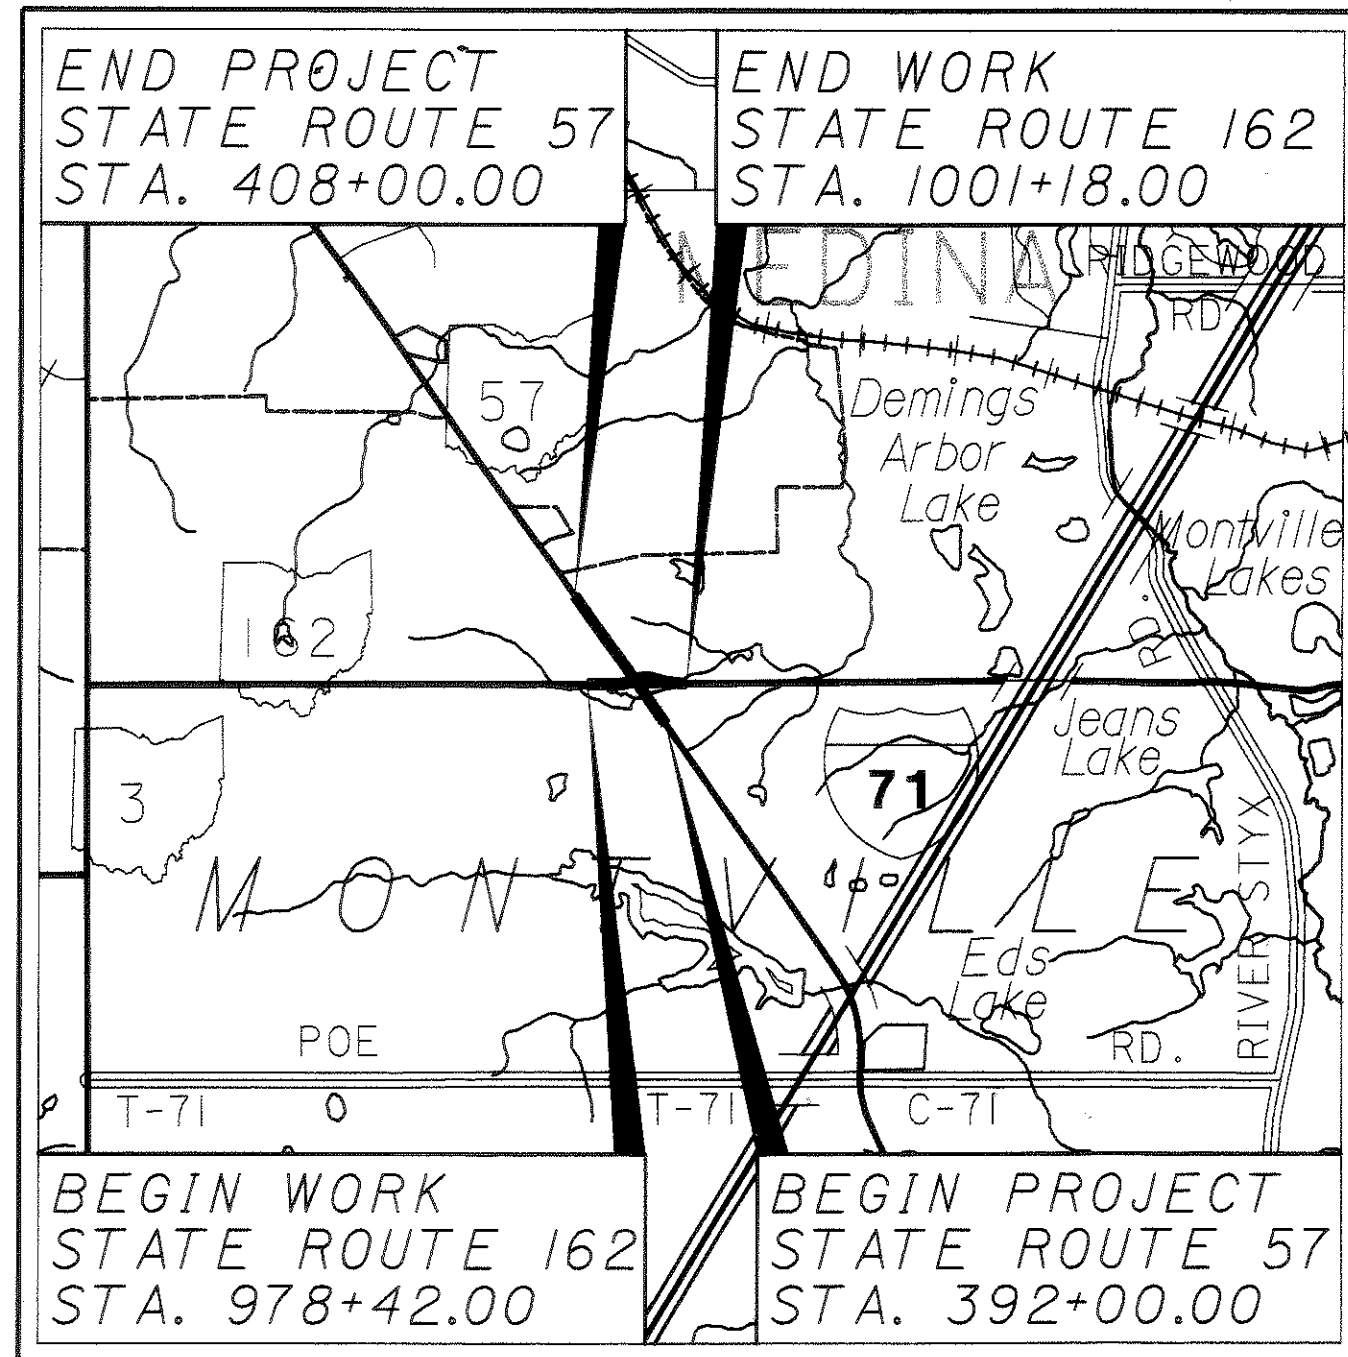 END PROJECT
STATE ROUTE 57
STA. 408+00.00
END WORK
STATE ROUTE 162
STA. 1001+18.00
MEDINA
RIDGEWOOD
RD
57
Demings
Arbor
Lake
Montville
Lakes
162
RD.
Jeans
Lake
3
71
MONTVILLE
Eds
Lake
RIVER STYX
POE
RD.
T-71
T-71
C-71
BEGIN WORK
STATE ROUTE 162
STA. 978+42.00
BEGIN PROJECT
STATE ROUTE 57
STA. 392+00.00